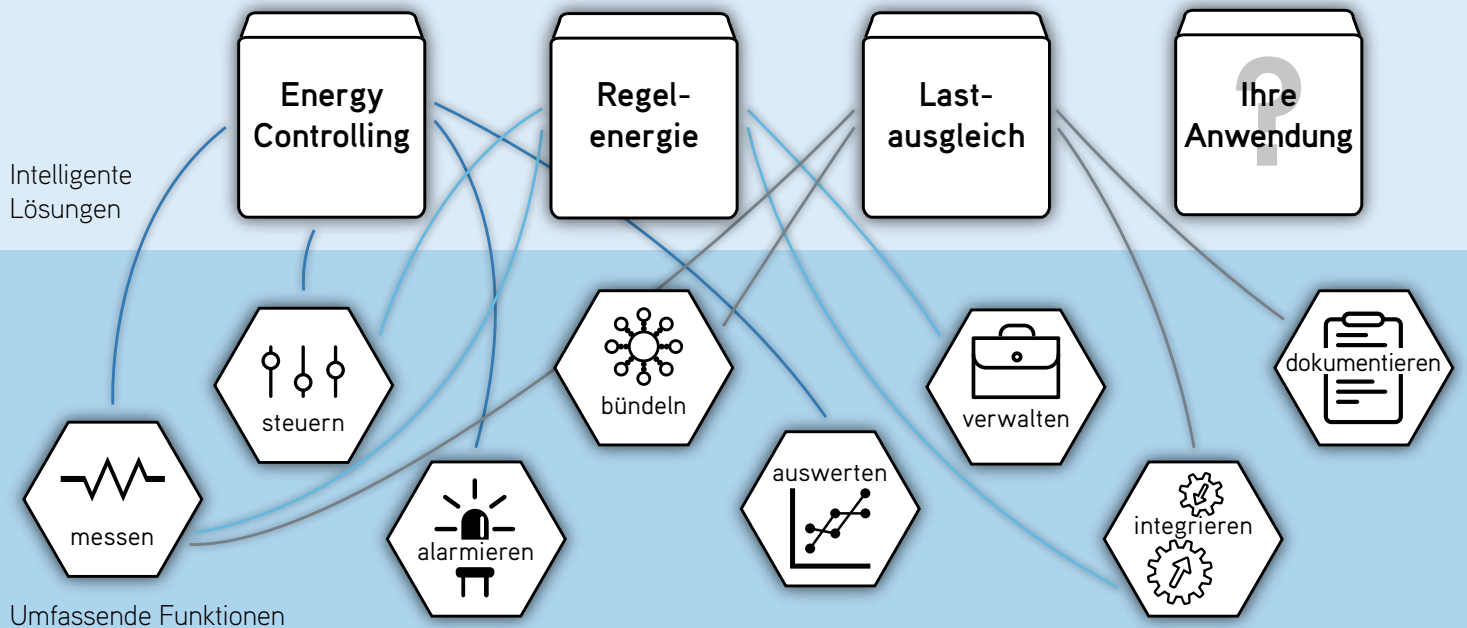 Energy
Controlling
Regel-
energie
Last-
ausgleich
?
Ihre
Anwendung
Intelligente
Lösungen
steuern
bündeln
verwalten
dokumentieren
messen
alarmieren
auswerten
integrieren
Umfassende Funktionen